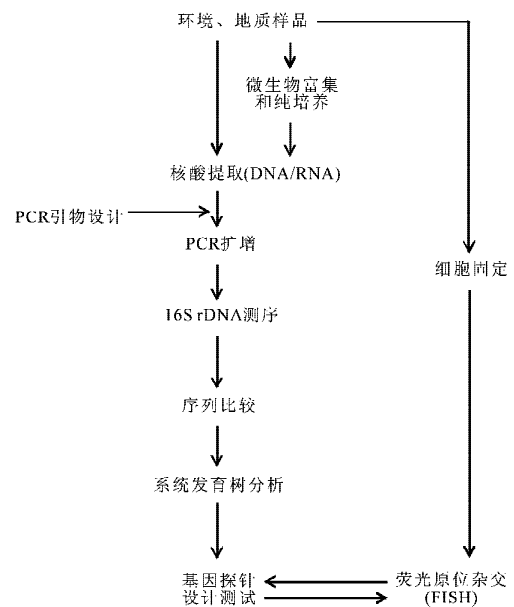 环境、地质样品
微生物富集
和纯培养
核酸提取(DNA/RNA)
PCR引物设计
PCR扩增
细胞固定
16S rDNA测序
序列比较
系统发育树分析
基因探针
设计测试
荧光原位杂交
(FISH)